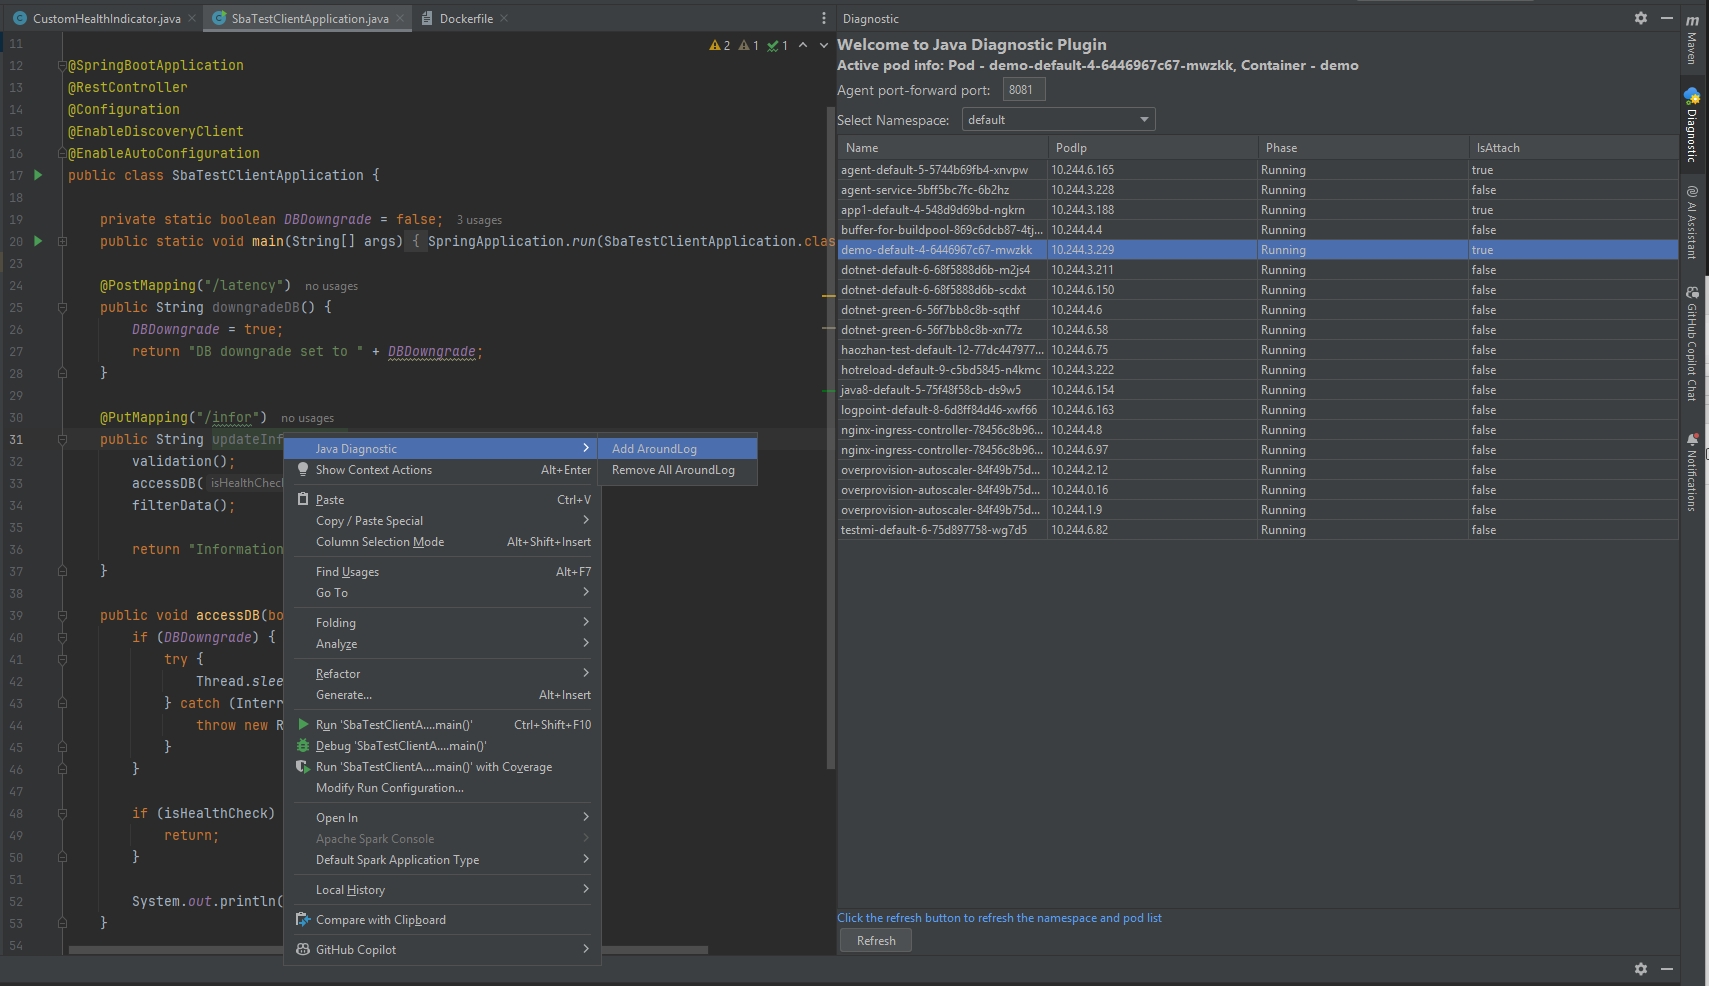 CustomHealthIndicator.java
SbaTestClientApplication.java
Dockerfile
2 1 1
11
12 @SpringBootApplication
13 @RestController
14 @Configuration
15 @EnableDiscoveryClient
16 @EnableAutoConfiguration
17 public class SbaTestClientApplication {
18
19 private static boolean DBDowngrade = false; 3 usages
20 public static void main(String[] args) { SpringApplication.run(SbaTestClientApplication.clas
23
24 @PostMapping("/latency") no usages
25 public String downgradeDB() {
26 DBDowngrade = true;
27 return "DB downgrade set to " + DBDowngrade;
28 }
29
30 @PutMapping("/infor") no usages
31 public String updateInf
32 validation();
33 accessDB( isHealthChec
34 filterData();
35
36 return "Information
37 }
38
39 public void accessDB(bo
40 if (DBDowngrade) {
41 try {
42 Thread.slee
43 } catch (Interr
44 throw new R
45 }
46 }
47
48 if (isHealthCheck)
49 return;
50 }
51
52 System.out.println(
53 }
54
Java Diagnostic
Show Context Actions Alt+Enter
Paste Ctrl+V
Copy / Paste Special
Column Selection Mode Alt+Shift+Insert
Find Usages Alt+F7
Go To
Folding
Analyze
Refactor
Generate... Alt+Insert
Run 'SbaTestClientA....main()' Ctrl+Shift+F10
Debug 'SbaTestClientA....main()'
Run 'SbaTestClientA....main()' with Coverage
Modify Run Configuration...
Open In
Apache Spark Console
Default Spark Application Type
Local History
Compare with Clipboard
GitHub Copilot
Add AroundLog
Remove All AroundLog
Diagnostic
Welcome to Java Diagnostic Plugin
Active pod info: Pod - demo-default-4-6446967c67-mwzkk, Container - demo
Agent port-forward port: 8081
Select Namespace: default
Name PodIp Phase IsAttach
agent-default-5-5744b69fb4-xnvpw 10.244.6.165 Running true
agent-service-5bff5bc7fc-6b2hz 10.244.3.228 Running false
app1-default-4-548d9d69bd-ngkrn 10.244.3.188 Running true
buffer-for-buildpool-869c6dcb87-4tj... 10.244.4.4 Running false
demo-default-4-6446967c67-mwzkk 10.244.3.229 Running true
dotnet-default-6-68f5888d6b-m2js4 10.244.3.211 Running false
dotnet-default-6-68f5888d6b-scdxt 10.244.6.150 Running false
dotnet-green-6-56f7bb8c8b-sqthf 10.244.4.6 Running false
dotnet-green-6-56f7bb8c8b-xn77z 10.244.6.58 Running false
haozhan-test-default-12-77dc447977... 10.244.6.75 Running false
hotreload-default-9-c5bd5845-n4kmc 10.244.3.222 Running false
java8-default-5-75f48f58cb-ds9w5 10.244.6.154 Running false
logpoint-default-8-6d8ff84d46-xwf66 10.244.6.163 Running false
nginx-ingress-controller-78456c8b96... 10.244.4.8 Running false
nginx-ingress-controller-78456c8b96... 10.244.6.97 Running false
overprovision-autoscaler-84f49b75d... 10.244.2.12 Running false
overprovision-autoscaler-84f49b75d... 10.244.0.16 Running false
overprovision-autoscaler-84f49b75d... 10.244.1.9 Running false
testmi-default-6-75d897758-wg7d5 10.244.6.82 Running false
Click the refresh button to refresh the namespace and pod list
Refresh
m
Maven
Diagnostic
AI Assistant
GitHub Copilot Chat
Notifications